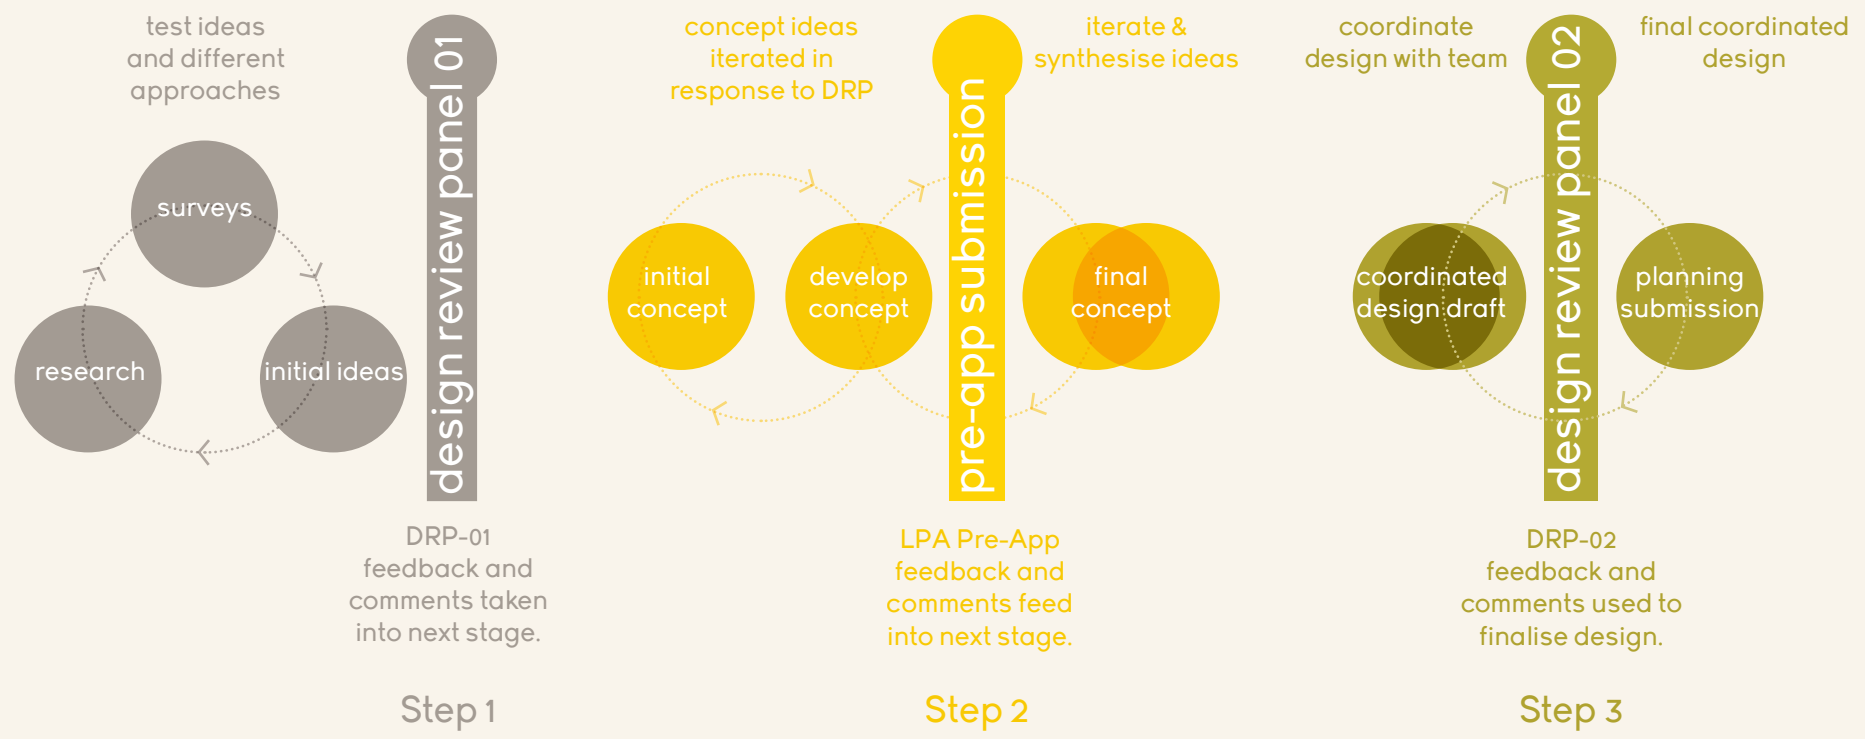 test ideas
and different
approaches
surveys
research
initial ideas
design review panel 01
DRP-01
feedback and
comments taken
into next stage.
Step 1
concept ideas
iterated in
response to DRP
iterate &
synthesise ideas
initial
concept
develop
concept
pre-app submission
final
concept
LPA Pre-App
feedback and
comments feed
into next stage.
Step 2
coordinate
design with team
final coordinated
design
coordinated
design draft
design review panel 02
planning
submission
DRP-02
feedback and
comments used to
finalise design.
Step 3